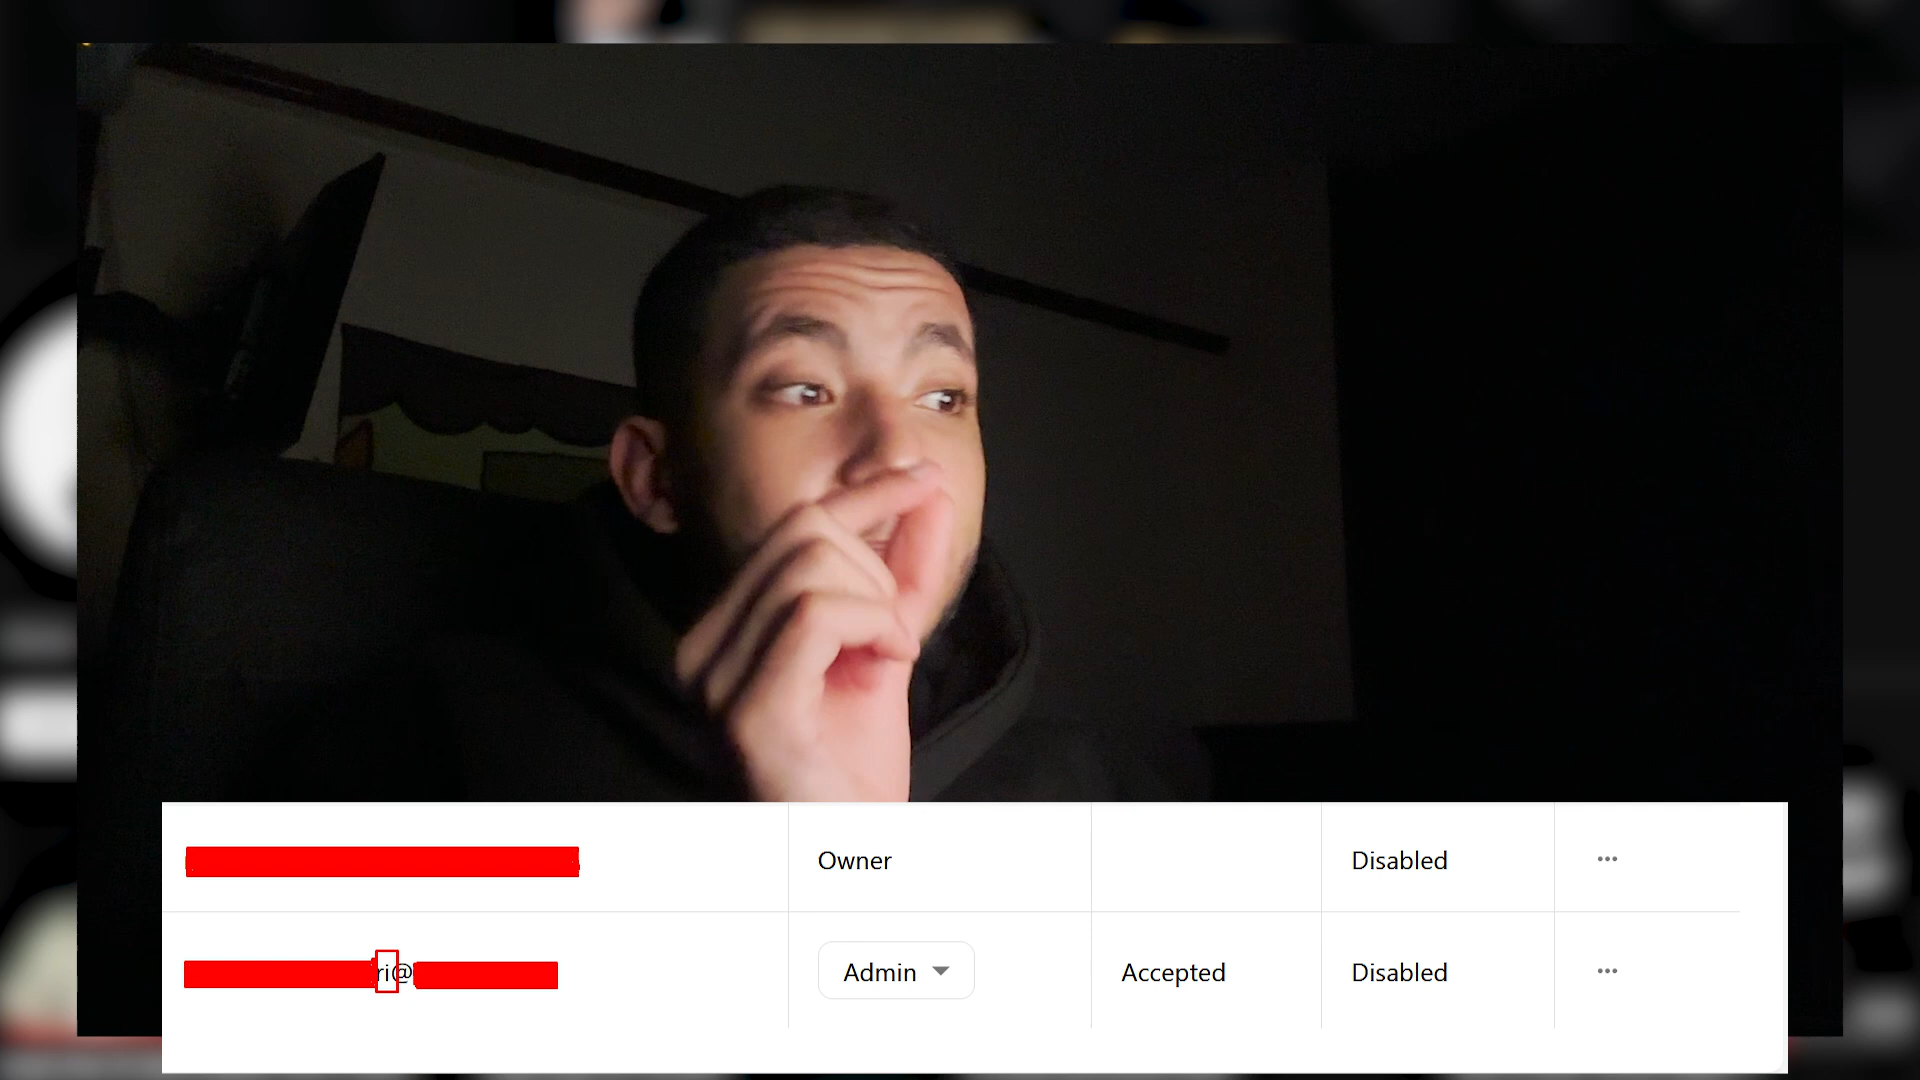 Owner Disabled •••
ri@ Admin Accepted Disabled •••